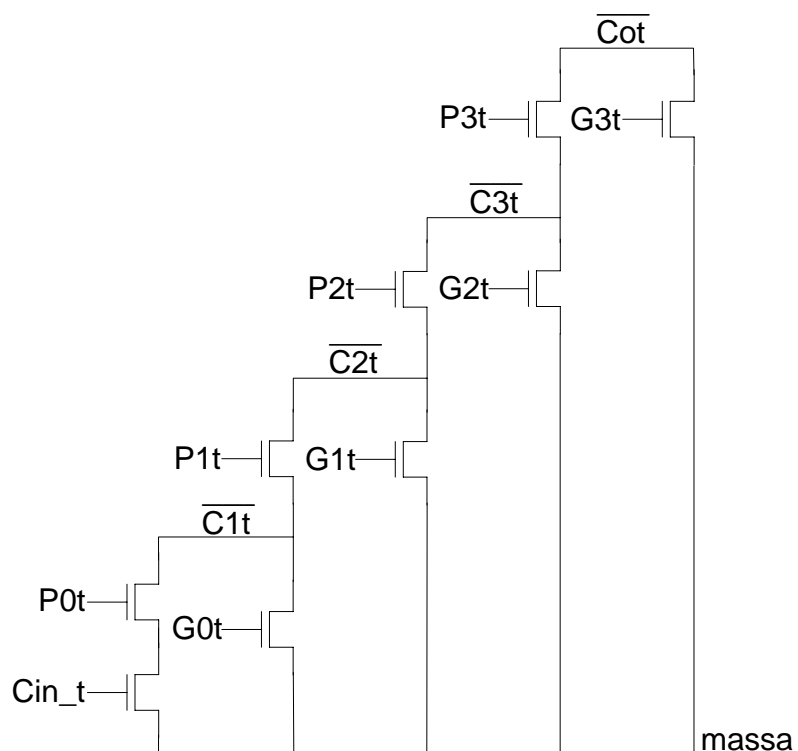 Cot
P3t G3t
C3t
P2t G2t
C2t
P1t G1t
C1t
P0t
G0t
Cin_t
massa